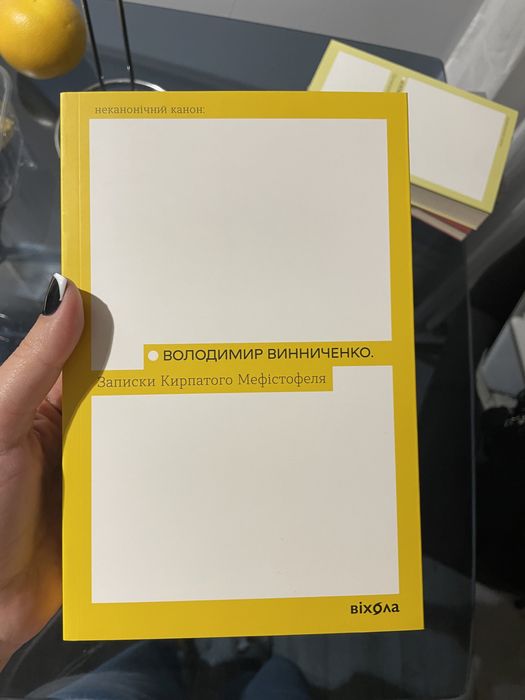 неканонічний канон:
ВОЛОДИМИР ВИННИЧЕНКО.
Записки Кирпатого Мефістофеля
віхола